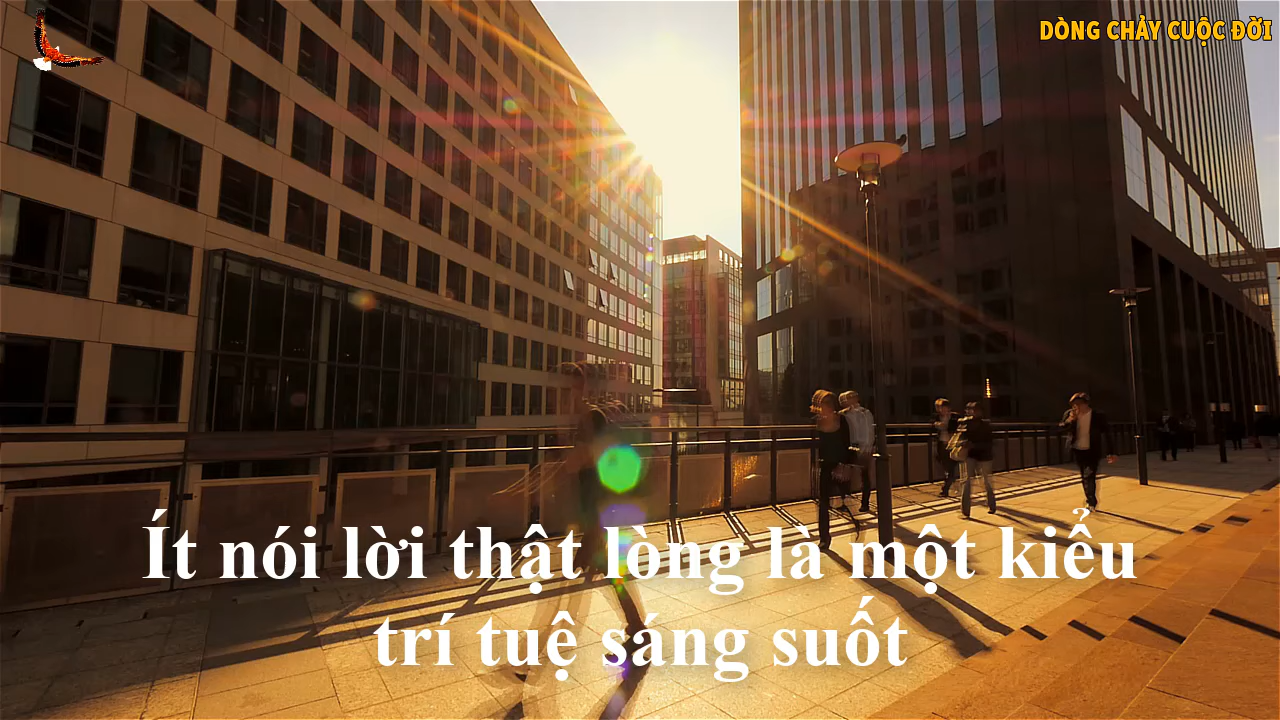 DÒNG CHẢY CUỘC ĐỜI
Ít nói lời thật lòng là một kiểu
trí tuệ sáng suốt